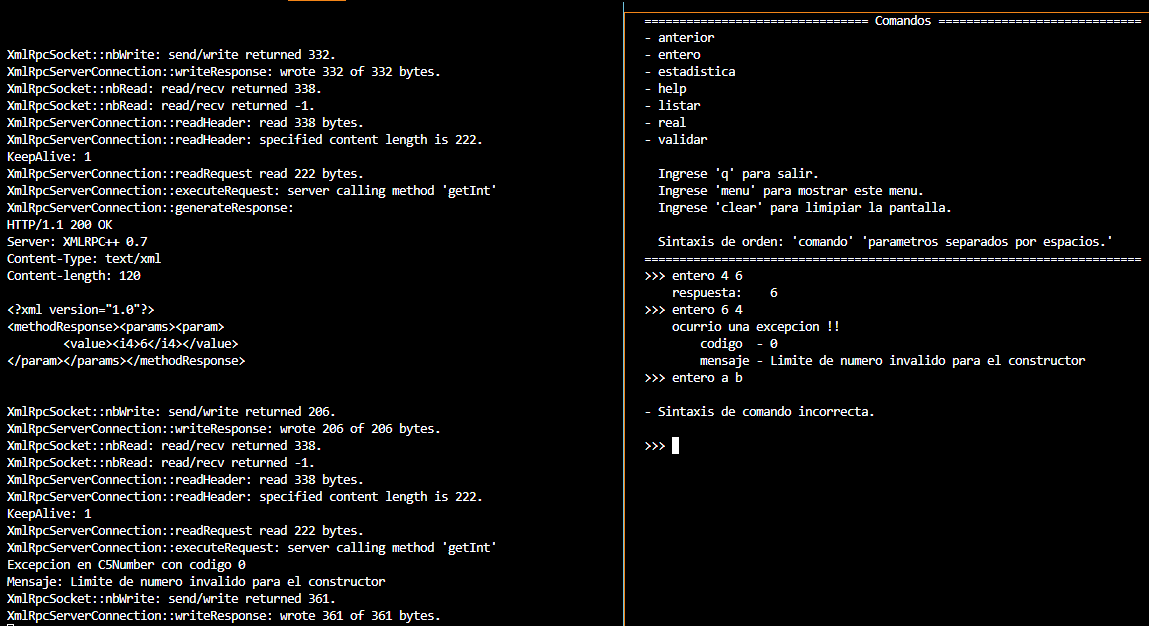 XmlRpcSocket::nbWrite: send/write returned 332.
XmlRpcServerConnection::writeResponse: wrote 332 of 332 bytes.
XmlRpcSocket::nbRead: read/recv returned 338.
XmlRpcSocket::nbRead: read/recv returned -1.
XmlRpcServerConnection::readHeader: read 338 bytes.
XmlRpcServerConnection::readHeader: specified content length is 222.
KeepAlive: 1
XmlRpcServerConnection::readRequest read 222 bytes.
XmlRpcServerConnection::executeRequest: server calling method 'getInt'
XmlRpcServerConnection::generateResponse:
HTTP/1.1 200 OK
Server: XMLRPC++ 0.7
Content-Type: text/xml
Content-length: 120
<?xml version="1.0"?>
<methodResponse><params><param>
<value><i4>6</i4></value>
</param></params></methodResponse>
XmlRpcSocket::nbWrite: send/write returned 206.
XmlRpcServerConnection::writeResponse: wrote 206 of 206 bytes.
XmlRpcSocket::nbRead: read/recv returned 338.
XmlRpcSocket::nbRead: read/recv returned -1.
XmlRpcServerConnection::readHeader: read 338 bytes.
XmlRpcServerConnection::readHeader: specified content length is 222.
KeepAlive: 1
XmlRpcServerConnection::readRequest read 222 bytes.
XmlRpcServerConnection::executeRequest: server calling method 'getInt'
Excepcion en C5Number con codigo 0
Mensaje: Limite de numero invalido para el constructor
XmlRpcSocket::nbWrite: send/write returned 361.
XmlRpcServerConnection::writeResponse: wrote 361 of 361 bytes.
================================ Comandos =============================
- anterior
- entero
- estadistica
- help
- listar
- real
- validar
Ingrese 'q' para salir.
Ingrese 'menu' para mostrar este menu.
Ingrese 'clear' para limipiar la pantalla.
Sintaxis de orden: 'comando' 'parametros separados por espacios.'
=======================================================================
>>> entero 4 6
respuesta: 6
>>> entero 6 4
ocurrio una excepcion !!
codigo - 0
mensaje - Limite de numero invalido para el constructor
>>> entero a b
- Sintaxis de comando incorrecta.
>>>